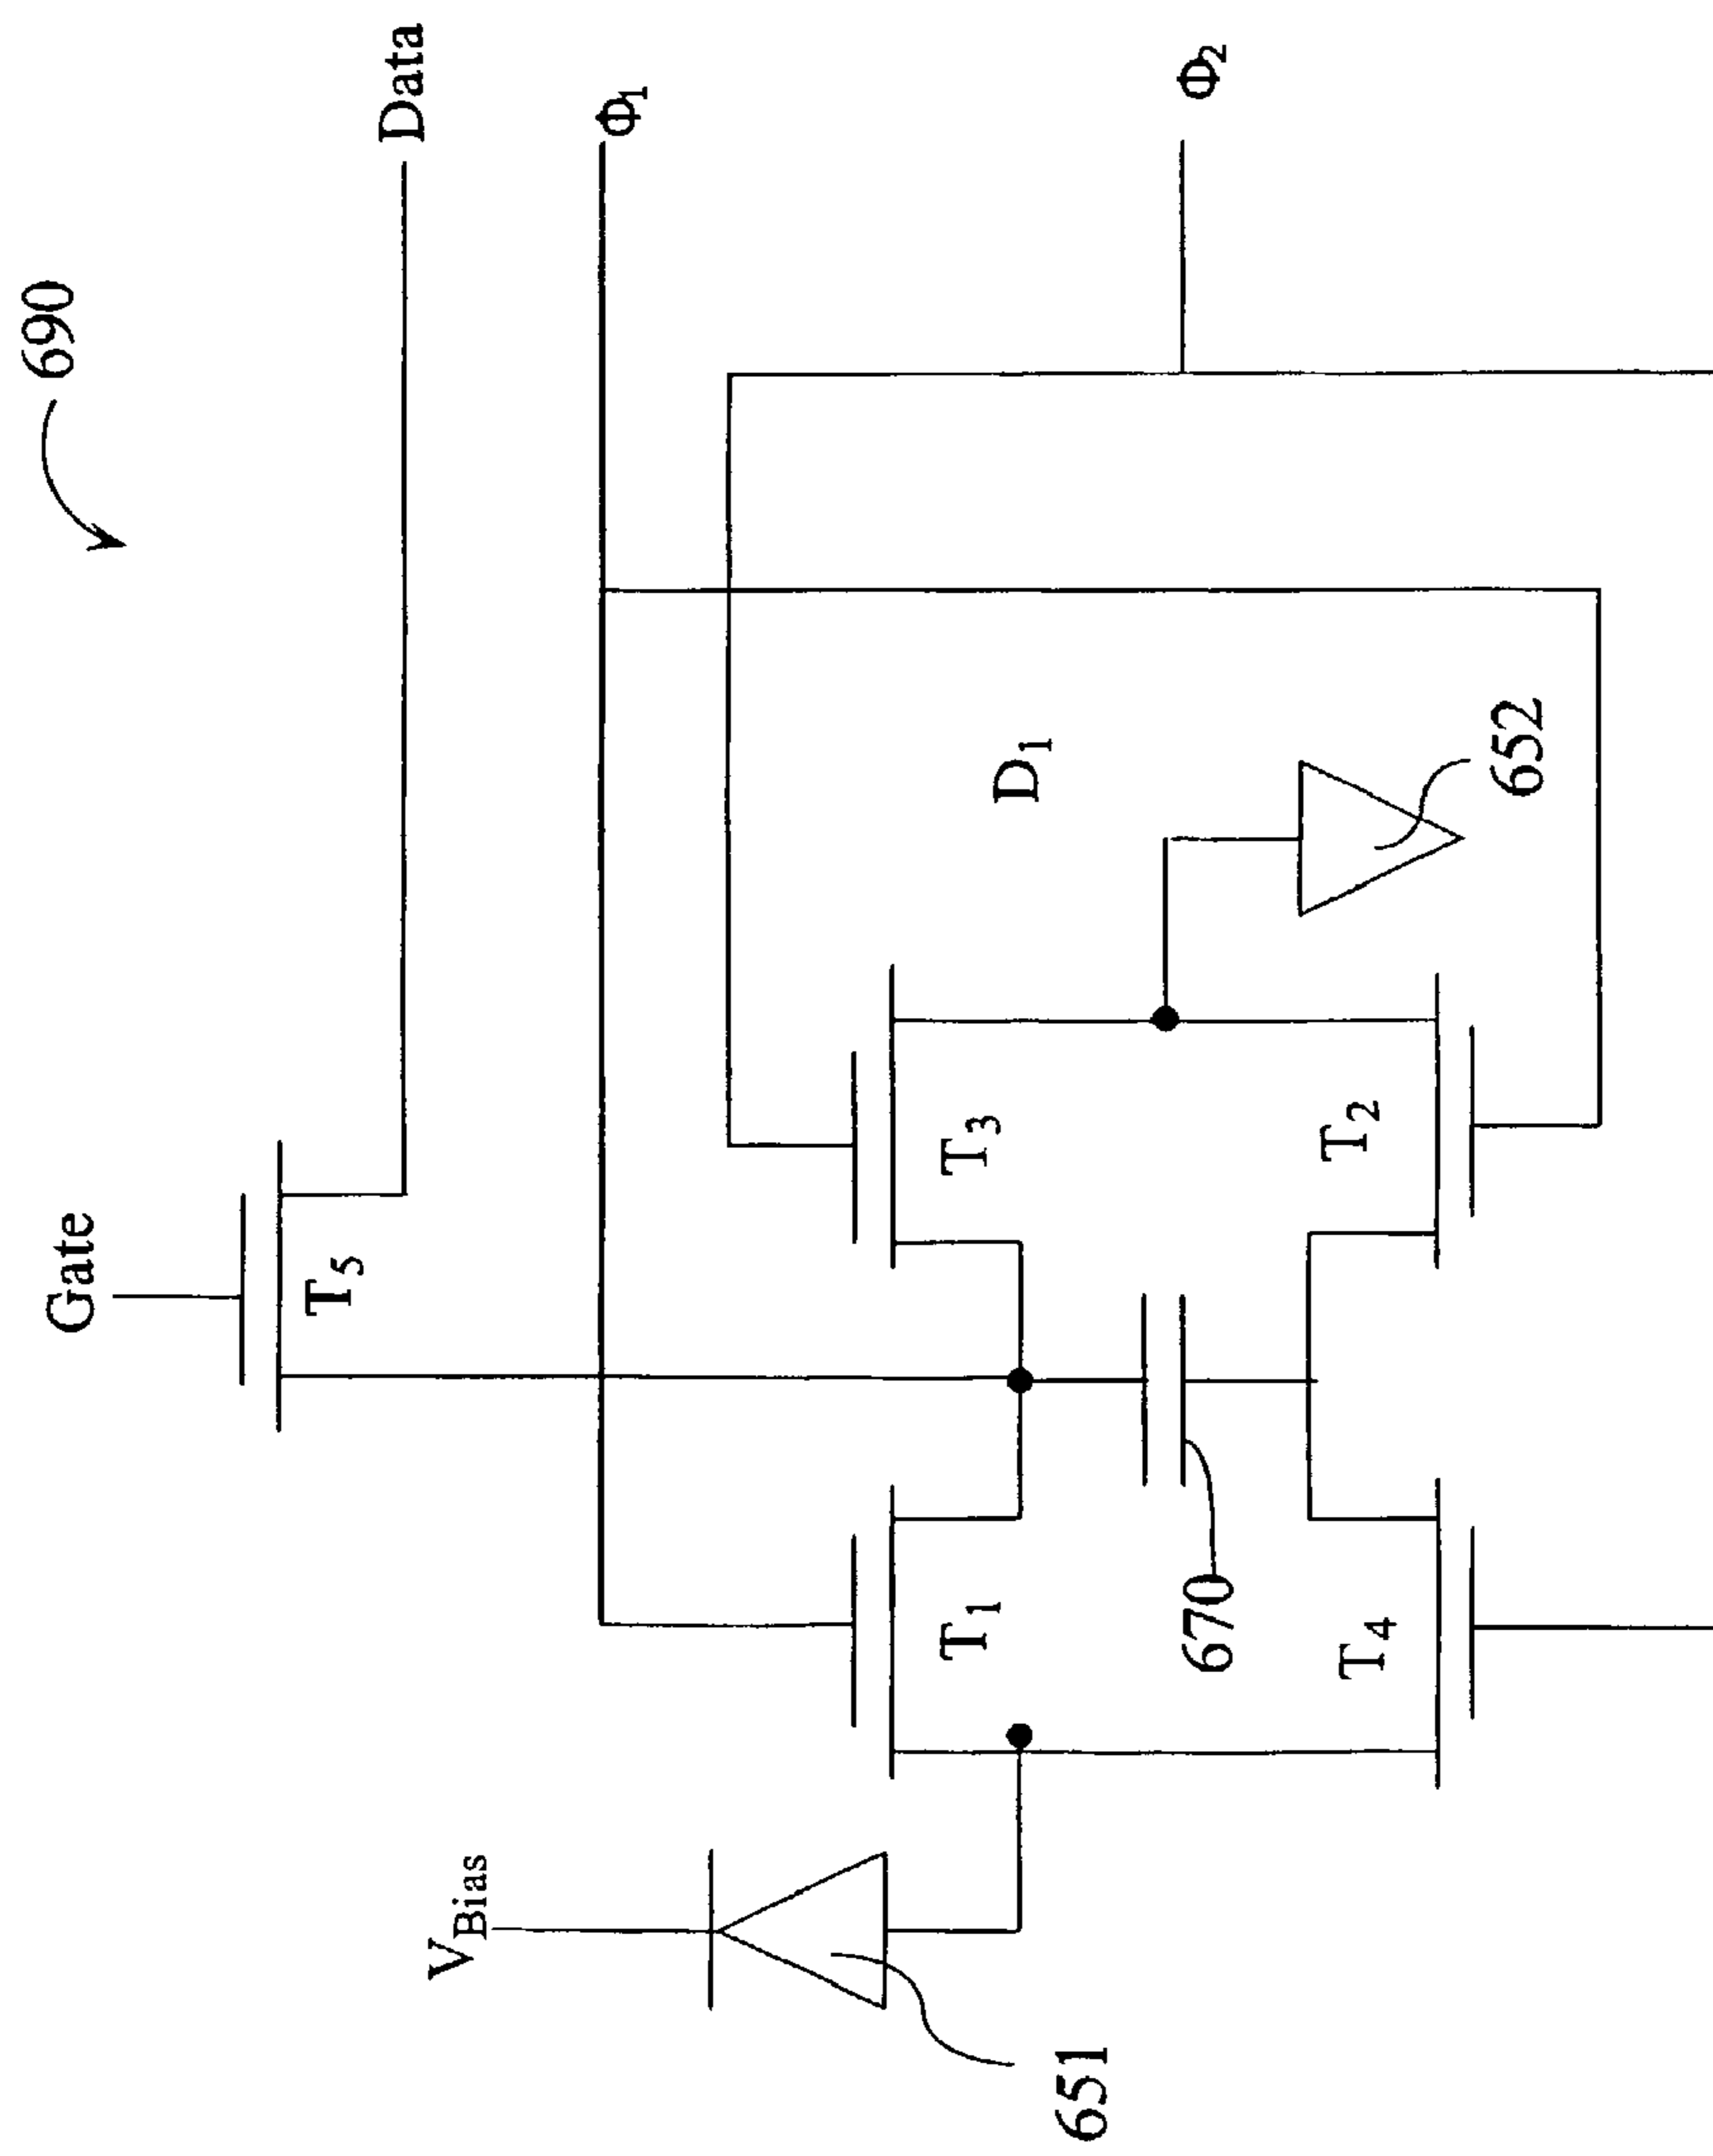 690
Gate
Data
T5
Φ1
VBias
T1
T3
D1
Φ2
651
670
T4
T2
652